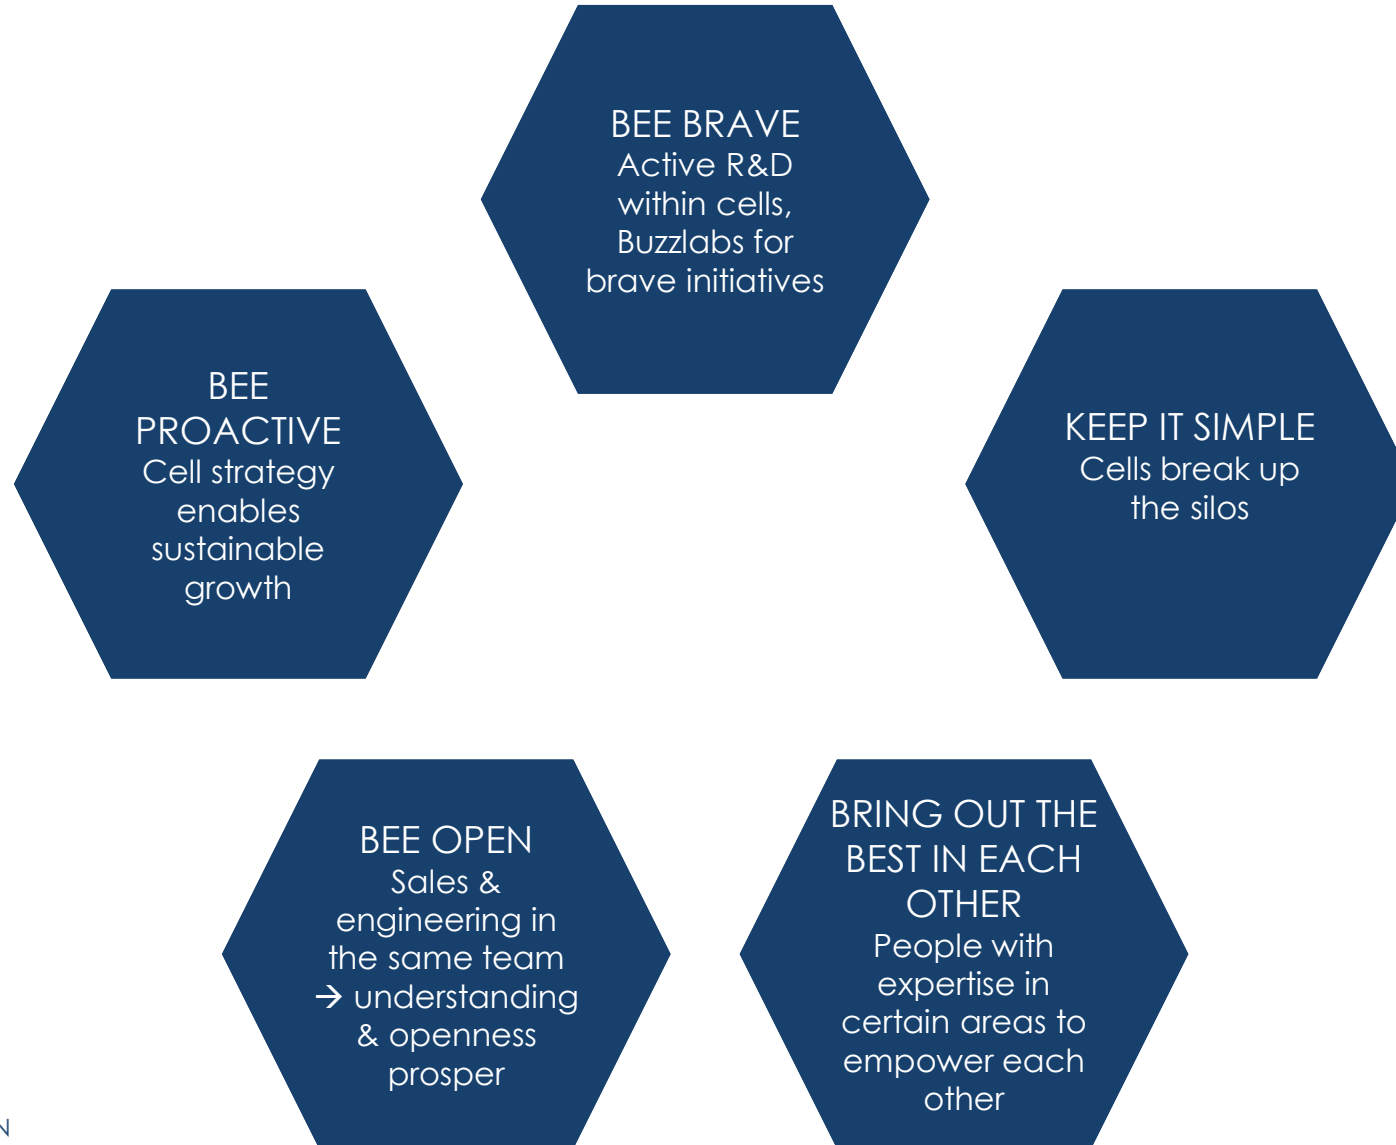 BEE BRAVE
Active R&D
within cells,
Buzzlabs for
brave initiatives
BEE
PROACTIVE
Cell strategy
enables
sustainable
growth
KEEP IT SIMPLE
Cells break up
the silos
BEE OPEN
Sales &
engineering in
the same team
→ understanding
& openness
prosper
BRING OUT THE
BEST IN EACH
OTHER
People with
expertise in
certain areas to
empower each
other
N